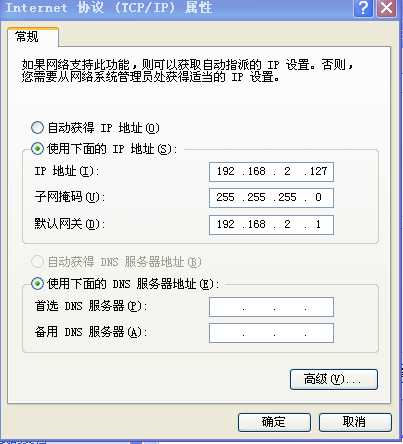 Internet 协议 (TCP/IP) 属性
常规
如果网络支持此功能，则可以获取自动指派的 IP 设置。否则，
您需要从网络系统管理员处获得适当的 IP 设置。
自动获得 IP 地址(O)
使用下面的 IP 地址(S):
IP 地址(I): 192 .168 . 2 .127
子网掩码(U): 255 .255 .255 . 0
默认网关(D): 192 .168 . 2 . 1
自动获得 DNS 服务器地址(B)
使用下面的 DNS 服务器地址(E):
首选 DNS 服务器(P): . . .
备用 DNS 服务器(A): . . .
高级(V)...
确定 取消